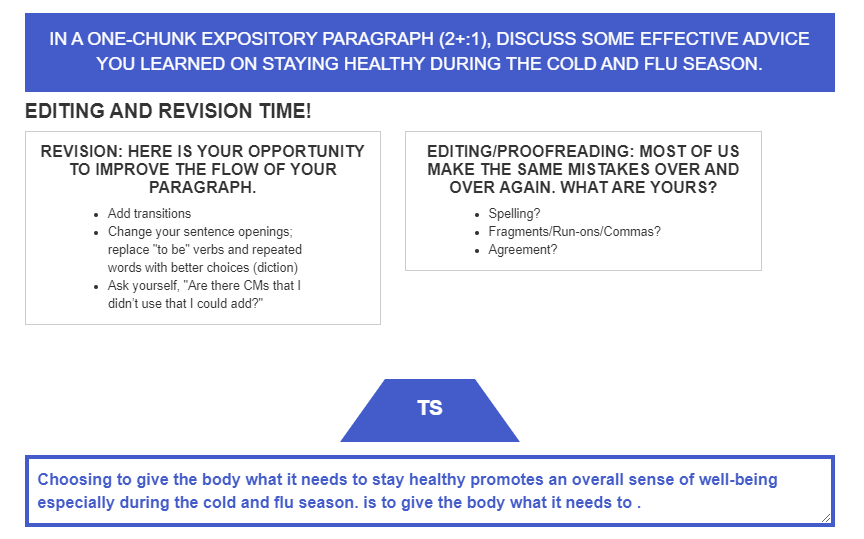 IN A ONE-CHUNK EXPOSITORY PARAGRAPH (2+:1), DISCUSS SOME EFFECTIVE ADVICE
YOU LEARNED ON STAYING HEALTHY DURING THE COLD AND FLU SEASON.
EDITING AND REVISION TIME!
REVISION: HERE IS YOUR OPPORTUNITY
TO IMPROVE THE FLOW OF YOUR
PARAGRAPH.
• Add transitions
• Change your sentence openings;
replace "to be" verbs and repeated
words with better choices (diction)
• Ask yourself, "Are there CMs that I
didn't use that I could add?"
EDITING/PROOFREADING: MOST OF US
MAKE THE SAME MISTAKES OVER AND
OVER AGAIN. WHAT ARE YOURS?
• Spelling?
• Fragments/Run-ons/Commas?
• Agreement?
TS
Choosing to give the body what it needs to stay healthy promotes an overall sense of well-being
especially during the cold and flu season. is to give the body what it needs to .